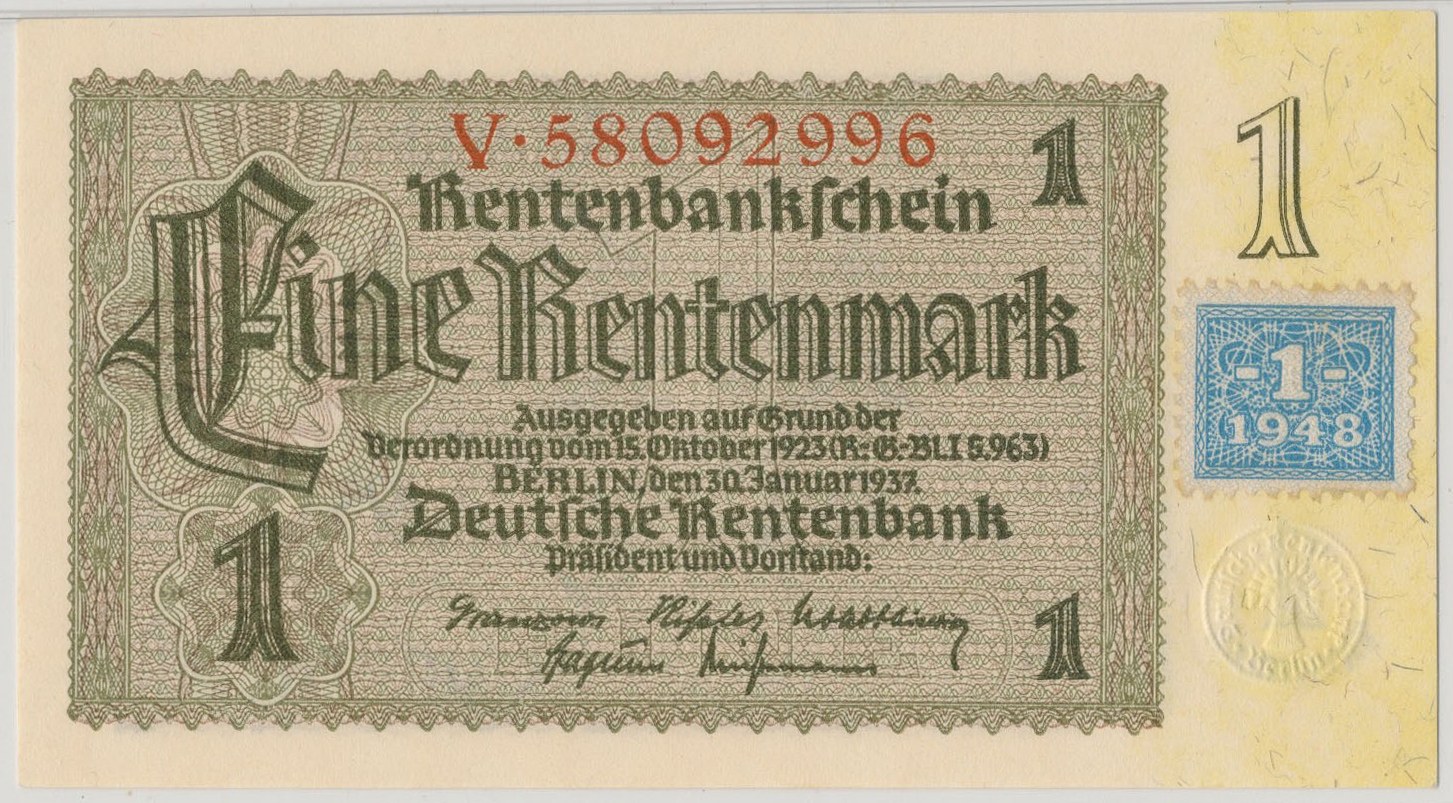 V·58092996
1
1
Rentenbankſchein
Eine Rentenmark
Ausgegeben auf Grund der
Verordnung vom 15. Oktober 1923 (R.-G.-Bl. I S. 963)
BERLIN, den 30. Januar 1937.
Deutſche Rentenbank
Präſident und Vorſtand:
1
1
-1-
1948
Berlin